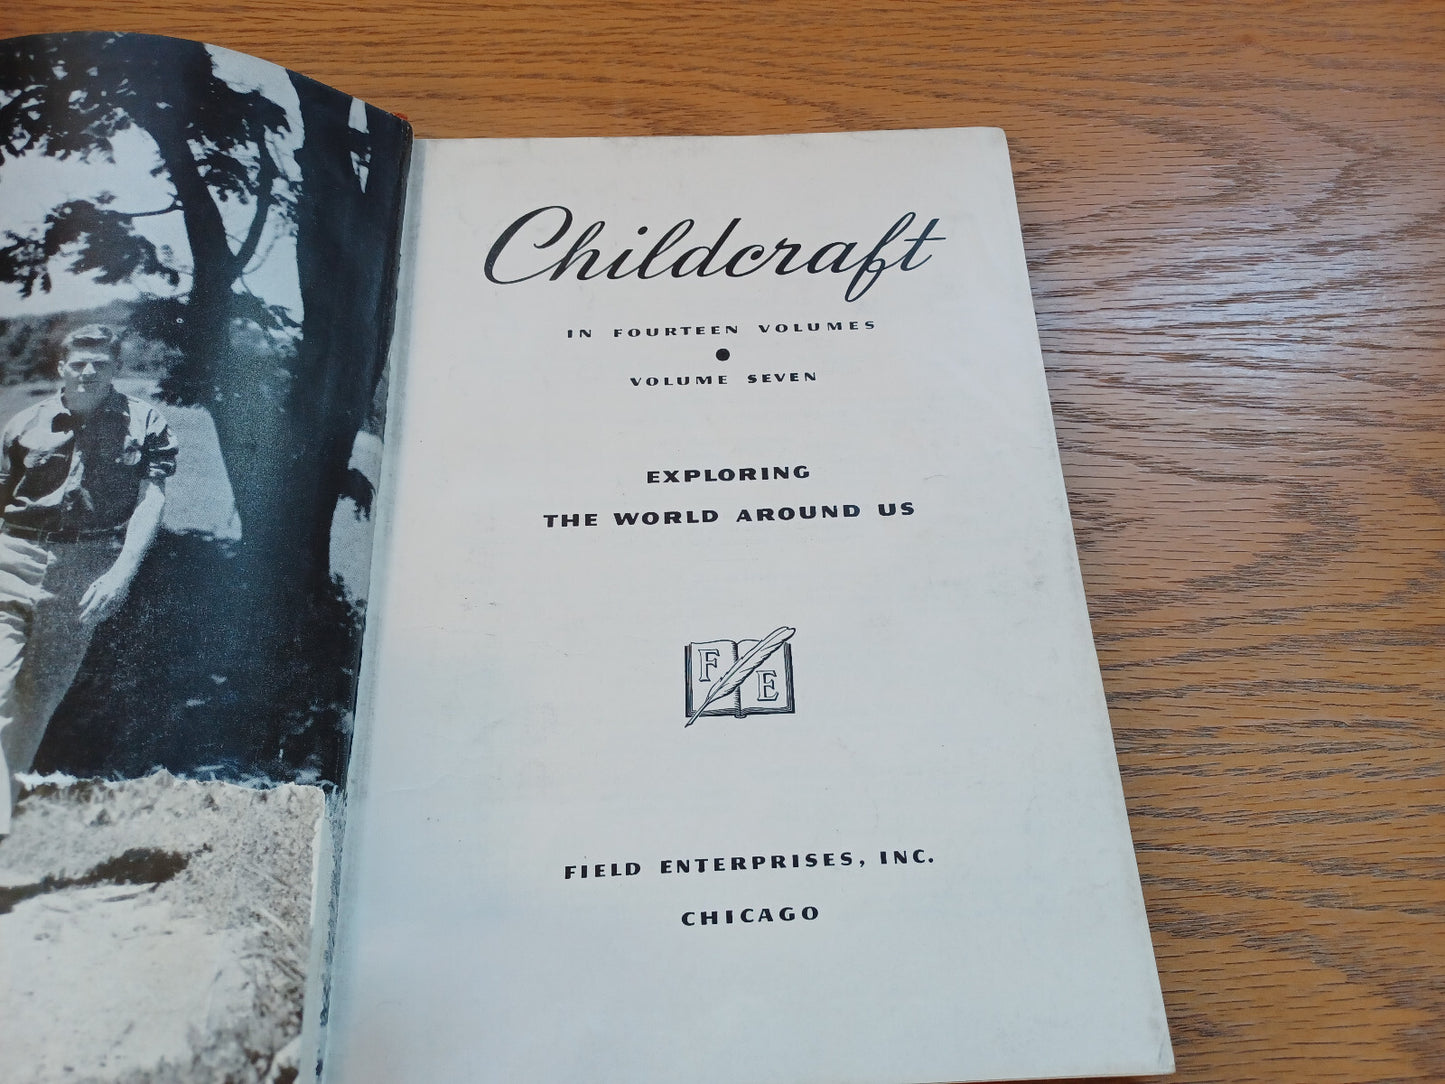 Childcraft
IN FOURTEEN VOLUMES
VOLUME SEVEN
EXPLORING
THE WORLD AROUND US
F E
FIELD ENTERPRISES, INC.
CHICAGO